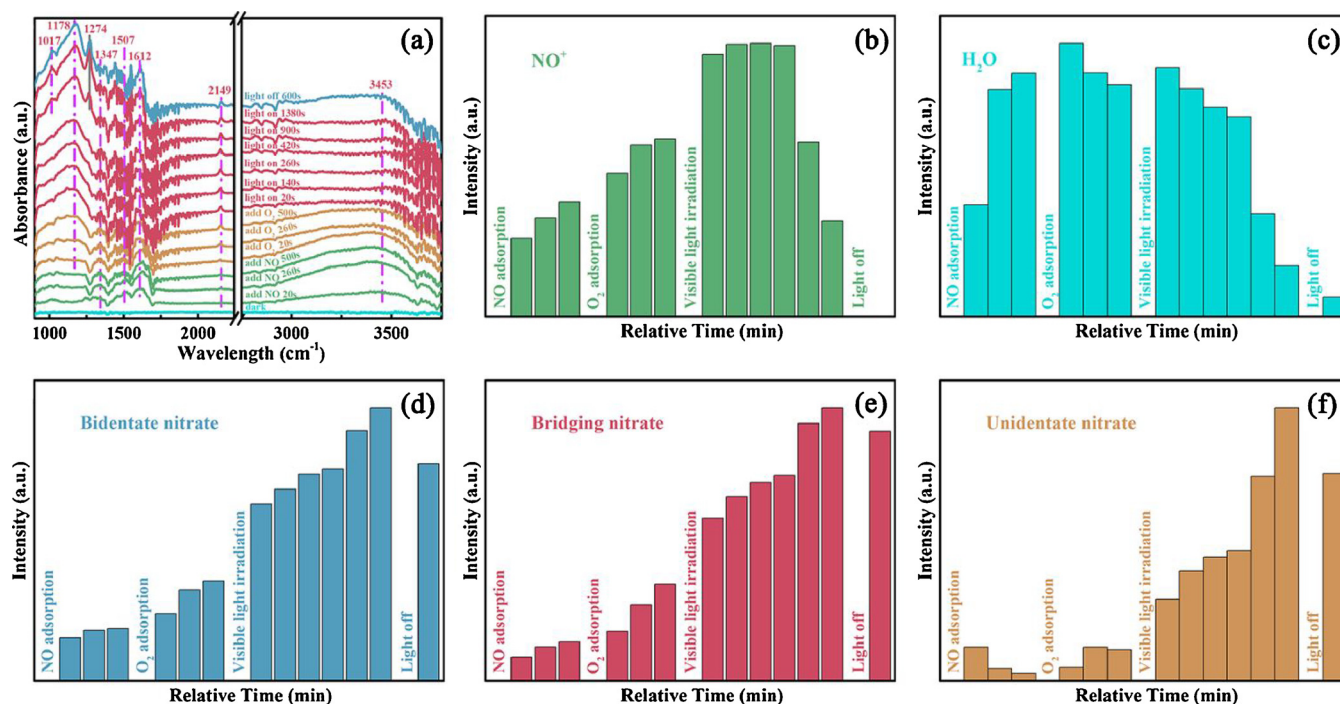 (a)
1178
1274
1507
1017
1347
1612
2149
3453
light off 600s
light on 1380s
light on 900s
light on 420s
light on 260s
light on 140s
light on 20s
add O₂ 500s
add O₂ 260s
add O₂ 20s
add NO 500s
add NO 260s
add NO 20s
dark
Absorbance (a.u.)
1000
1500
2000
3000
3500
Wavelength (cm⁻¹)
(b)
NO⁺
Intensity (a.u.)
NO adsorption
O₂ adsorption
Visible light irradiation
Light off
Relative Time (min)
(c)
H₂O
Intensity (a.u.)
NO adsorption
O₂ adsorption
Visible light irradiation
Light off
Relative Time (min)
(d)
Bidentate nitrate
Intensity (a.u.)
NO adsorption
O₂ adsorption
Visible light irradiation
Light off
Relative Time (min)
(e)
Bridging nitrate
Intensity (a.u.)
NO adsorption
O₂ adsorption
Visible light irradiation
Light off
Relative Time (min)
(f)
Unidentate nitrate
Intensity (a.u.)
NO adsorption
O₂ adsorption
Visible light irradiation
Light off
Relative Time (min)